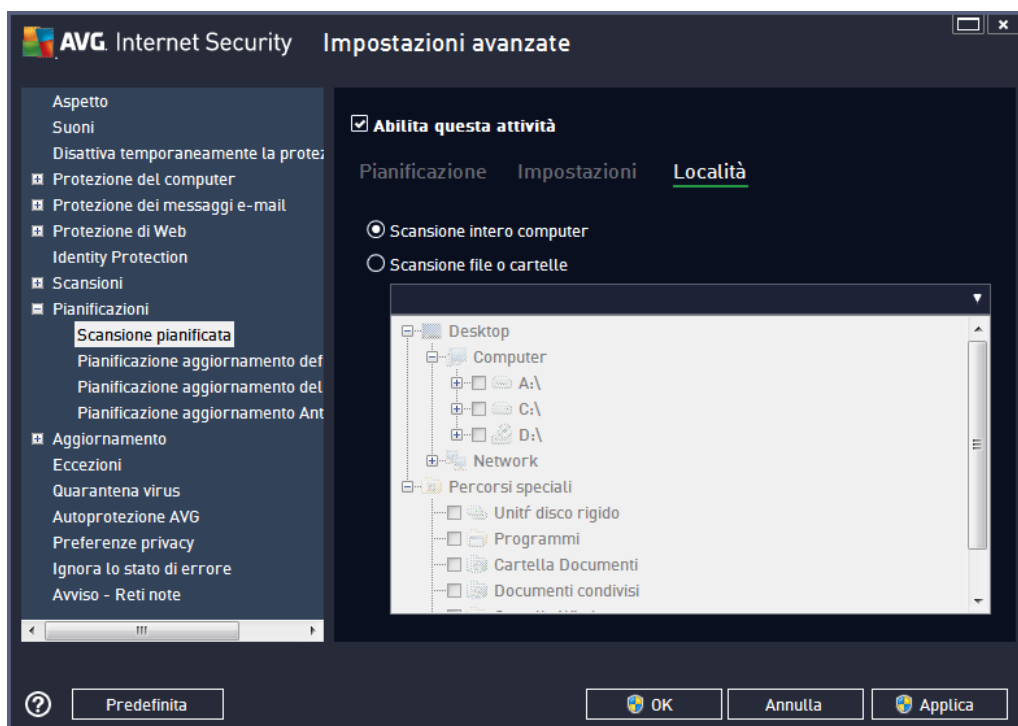 AVG. Internet Security Impostazioni avanzate
Aspetto
Suoni
Disattiva temporaneamente la protez
Protezione del computer
Protezione dei messaggi e-mail
Protezione di Web
Identity Protection
Scansioni
Pianificazioni
Scansione pianificata
Pianificazione aggiornamento def
Pianificazione aggiornamento del
Pianificazione aggiornamento Ant
Aggiornamento
Eccezioni
Quarantena virus
Autoprotezione AVG
Preferenze privacy
Ignora lo stato di errore
Avviso - Reti note
Abilita questa attività
Pianificazione Impostazioni Località
Scansione intero computer
Scansione file o cartelle
Desktop
Computer
A:\
C:\
D:\
Network
Percorsi speciali
Unitŕ disco rigido
Programmi
Cartella Documenti
Documenti condivisi
Predefinita
OK
Annulla
Applica